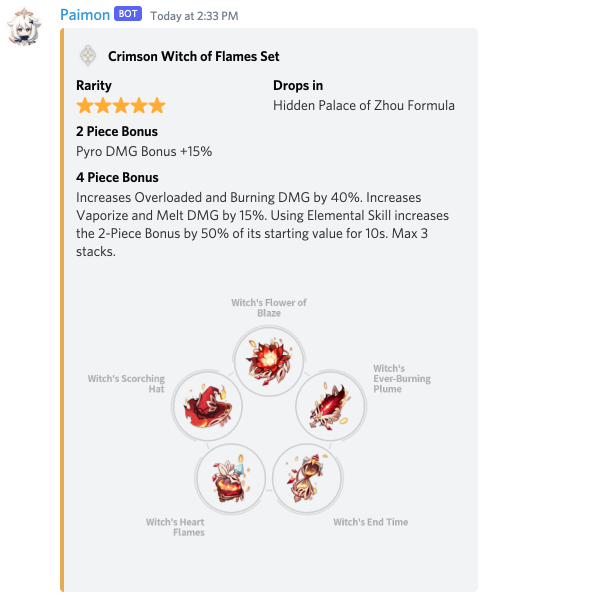 Paimon BOT Today at 2:33 PM
Crimson Witch of Flames Set
Rarity
Drops in
Hidden Palace of Zhou Formula
2 Piece Bonus
Pyro DMG Bonus +15%
4 Piece Bonus
Increases Overloaded and Burning DMG by 40%. Increases
Vaporize and Melt DMG by 15%. Using Elemental Skill increases
the 2-Piece Bonus by 50% of its starting value for 10s. Max 3
stacks.
Witch's Flower of
Blaze
Witch's Scorching
Hat
Witch's
Ever-Burning
Plume
Witch's Heart
Flames
Witch's End Time